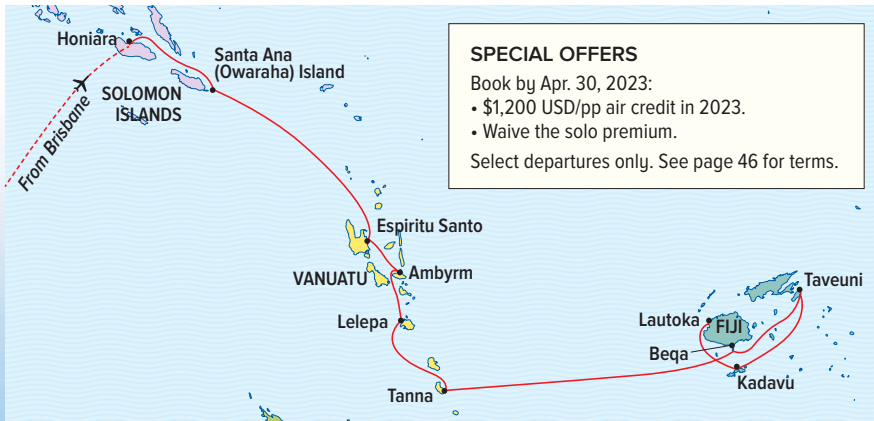 Honiara
Santa Ana
(Owaraha) Island
SOLOMON
ISLANDS
From Brisbane
SPECIAL OFFERS
Book by Apr. 30, 2023:
• $1,200 USD/pp air credit in 2023.
• Waive the solo premium.
Select departures only. See page 46 for terms.
Espiritu Santo
VANUATU
Ambyrm
Lelepa
Tanna
Taveuni
Lautoka
FIJI
Beqa
Kadavu